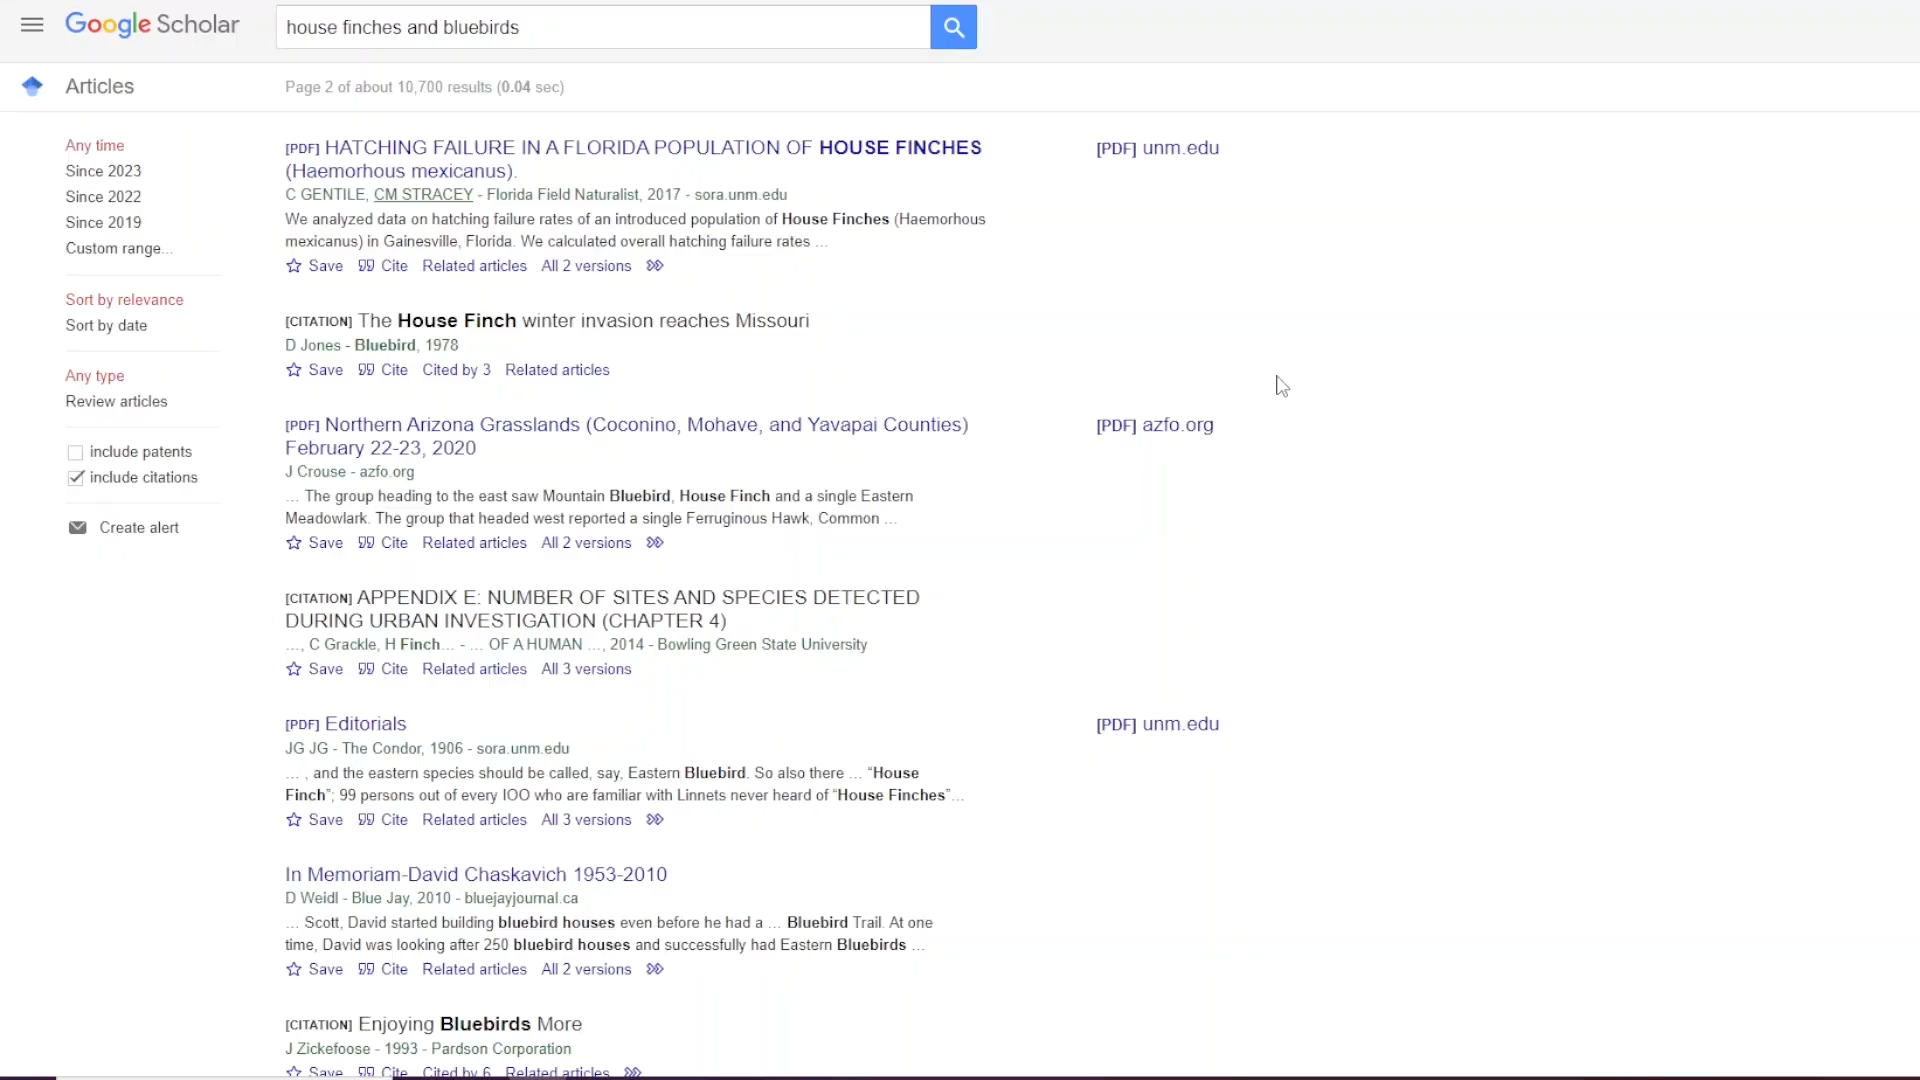 Google Scholar
house finches and bluebirds
Articles
Page 2 of about 10,700 results (0.04 sec)
Any time
Since 2023
Since 2022
Since 2019
Custom range...
Sort by relevance
Sort by date
Any type
Review articles
include patents
include citations
Create alert
[PDF] HATCHING FAILURE IN A FLORIDA POPULATION OF HOUSE FINCHES
(Haemorhous mexicanus).
C GENTILE, CM STRACEY - Florida Field Naturalist, 2017 - sora.unm.edu
We analyzed data on hatching failure rates of an introduced population of House Finches (Haemorhous
mexicanus) in Gainesville, Florida. We calculated overall hatching failure rates ...
Save Cite Related articles All 2 versions
[PDF] unm.edu
[CITATION] The House Finch winter invasion reaches Missouri
D Jones - Bluebird, 1978
Save Cite Cited by 3 Related articles
[PDF] Northern Arizona Grasslands (Coconino, Mohave, and Yavapai Counties)
February 22-23, 2020
J Crouse - azfo.org
... The group heading to the east saw Mountain Bluebird, House Finch and a single Eastern
Meadowlark. The group that headed west reported a single Ferruginous Hawk, Common ...
Save Cite Related articles All 2 versions
[PDF] azfo.org
[CITATION] APPENDIX E: NUMBER OF SITES AND SPECIES DETECTED
DURING URBAN INVESTIGATION (CHAPTER 4)
..., C Grackle, H Finch... - ... OF A HUMAN ..., 2014 - Bowling Green State University
Save Cite Related articles All 3 versions
[PDF] Editorials
JG JG - The Condor, 1906 - sora.unm.edu
... , and the eastern species should be called, say, Eastern Bluebird. So also there ... “House
Finch”; 99 persons out of every IOO who are familiar with Linnets never heard of “House Finches”...
Save Cite Related articles All 3 versions
[PDF] unm.edu
In Memoriam-David Chaskavich 1953-2010
D Weidl - Blue Jay, 2010 - bluejayjournal.ca
... Scott, David started building bluebird houses even before he had a ... Bluebird Trail. At one
time, David was looking after 250 bluebird houses and successfully had Eastern Bluebirds ...
Save Cite Related articles All 2 versions
[CITATION] Enjoying Bluebirds More
J Zickefoose - 1993 - Pardson Corporation
Save Cite Cited by 6 Related articles